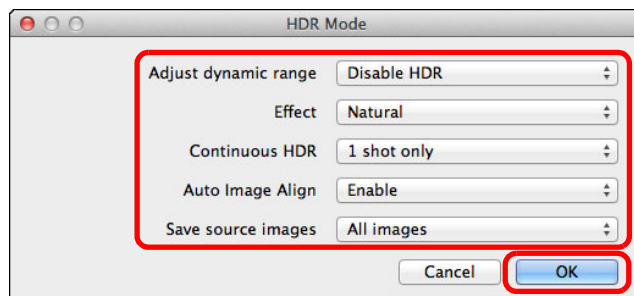 HDR Mode
Adjust dynamic range Disable HDR
Effect Natural
Continuous HDR 1 shot only
Auto Image Align Enable
Save source images All images
Cancel OK